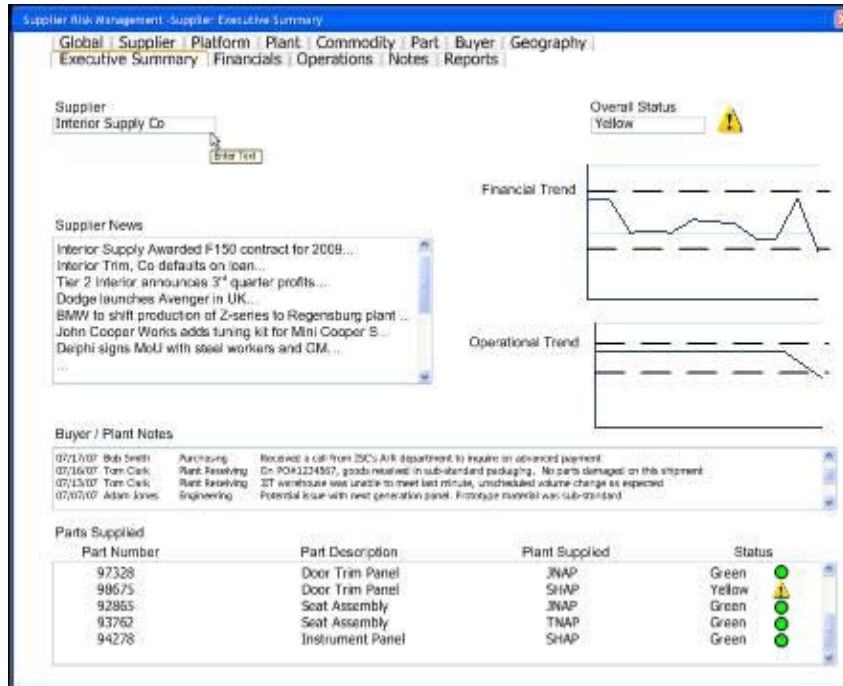 Supplier Risk Management -Supplier Executive Summary
Global Supplier Platform Plant Commodity Part Buyer Geography
Executive Summary Financials Operations Notes Reports
Supplier
Interior Supply Co
Enter Text
Overall Status
Yellow
Financial Trend
Supplier News
Interior Supply Awarded F150 contract for 2009...
Interior Trim, Co defaults on loan...
Tier 2 Interior announces 3rd quarter profits...
Dodge launches Avenger in UK...
BMW to shift production of Z-series to Regensburg plant ...
John Cooper Works adds tuning kit for Mini Cooper S...
Delphi signs MoU with steel workers and GM...
...
Operational Trend
Buyer / Plant Notes
07/17/07 Bob Smith Purchasing Received a call from ISC's A/R department to inquire on advanced payment
07/16/07 Tom Clark Plant Receiving On PO#1234567, goods received in sub-standard packaging. No parts damaged on this shipment
07/13/07 Tom Clark Plant Receiving JIT warehouse was unable to meet last minute, unscheduled volume change as expected
07/07/07 Adam Jones Engineering Potential issue with next generation panel. Prototype material was sub-standard
Parts Supplied
Part Number Part Description Plant Supplied Status
97328 Door Trim Panel JNAP Green
98675 Door Trim Panel SHAP Yellow
92865 Seat Assembly JNAP Green
93762 Seat Assembly TNAP Green
94278 Instrument Panel SHAP Green